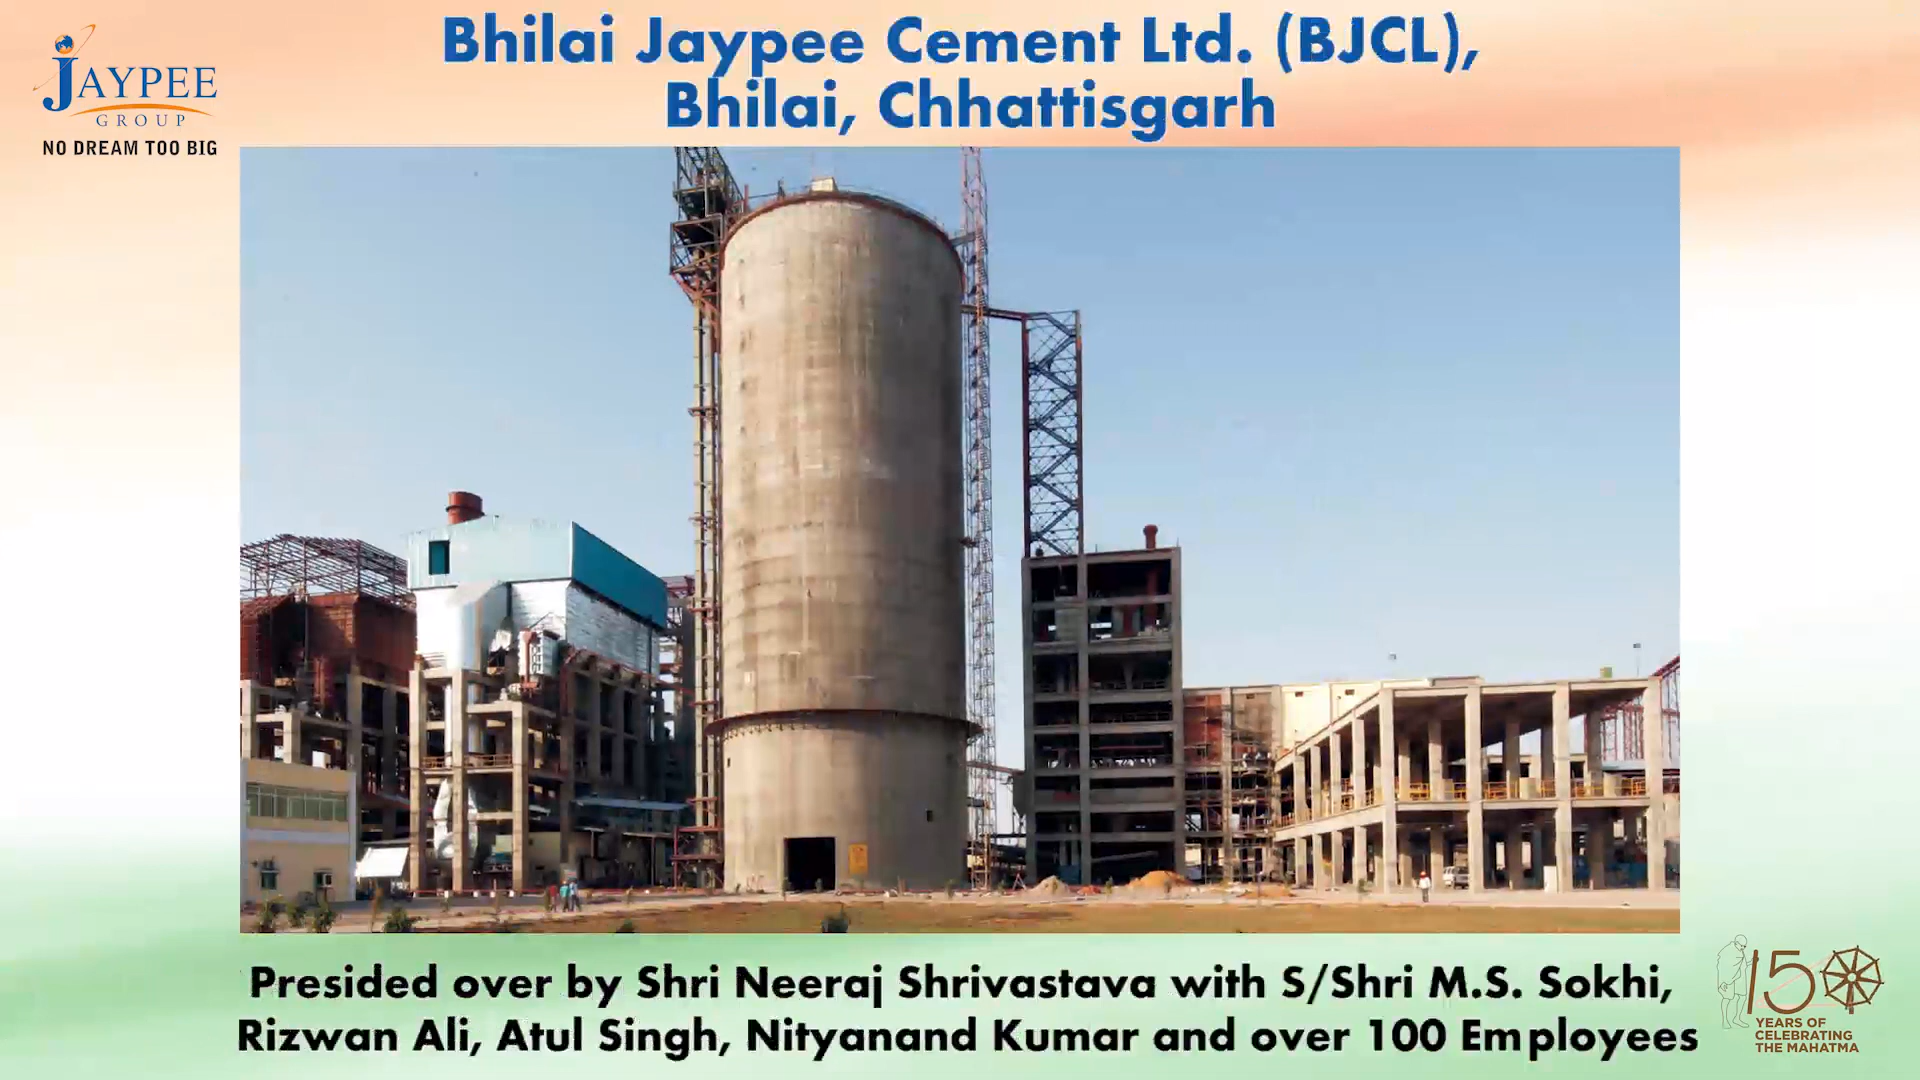 JAYPEE
GROUP
NO DREAM TOO BIG
Bhilai Jaypee Cement Ltd. (BJCL),
Bhilai, Chhattisgarh
Presided over by Shri Neeraj Shrivastava with S/Shri M.S. Sokhi,
Rizwan Ali, Atul Singh, Nityanand Kumar and over 100 Employees
150
YEARS OF
CELEBRATING
THE MAHATMA